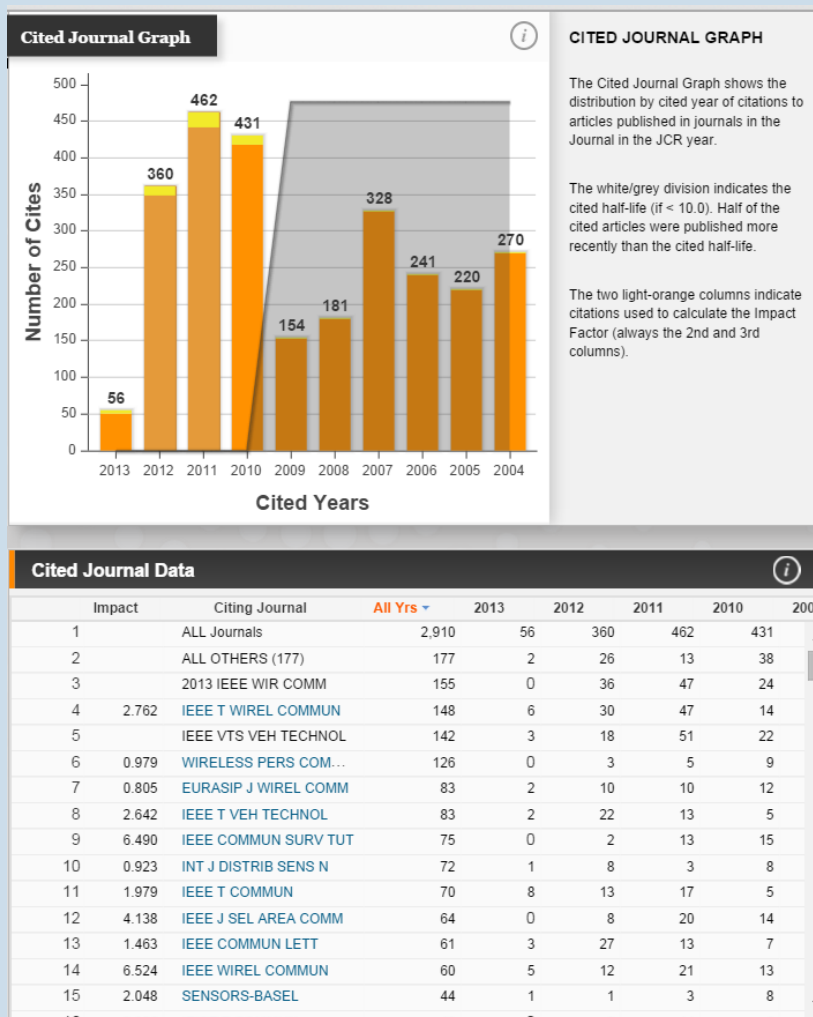 Cited Journal Graph
i
500
450
400
350
300
250
200
150
100
50
0
Number of Cites
56
360
462
431
154
181
328
241
220
270
2013 2012 2011 2010 2009 2008 2007 2006 2005 2004
Cited Years
CITED JOURNAL GRAPH
The Cited Journal Graph shows the
distribution by cited year of citations to
articles published in journals in the
Journal in the JCR year.
The white/grey division indicates the
cited half-life (if < 10.0). Half of the
cited articles were published more
recently than the cited half-life.
The two light-orange columns indicate
citations used to calculate the Impact
Factor (always the 2nd and 3rd
columns).
Cited Journal Data
i
Impact Citing Journal All Yrs 2013 2012 2011 2010 200
1 ALL Journals 2,910 56 360 462 431
2 ALL OTHERS (177) 177 2 26 13 38
3 2013 IEEE WIR COMM 155 0 36 47 24
4 2.762 IEEE T WIREL COMMUN 148 6 30 47 14
5 IEEE VTS VEH TECHNOL 142 3 18 51 22
6 0.979 WIRELESS PERS COM... 126 0 3 5 9
7 0.805 EURASIP J WIREL COMM 83 2 10 10 12
8 2.642 IEEE T VEH TECHNOL 83 2 22 13 5
9 6.490 IEEE COMMUN SURV TUT 75 0 2 13 15
10 0.923 INT J DISTRIB SENS N 72 1 8 3 8
11 1.979 IEEE T COMMUN 70 8 13 17 5
12 4.138 IEEE J SEL AREA COMM 64 0 8 20 14
13 1.463 IEEE COMMUN LETT 61 3 27 13 7
14 6.524 IEEE WIREL COMMUN 60 5 12 21 13
15 2.048 SENSORS-BASEL 44 1 1 3 8